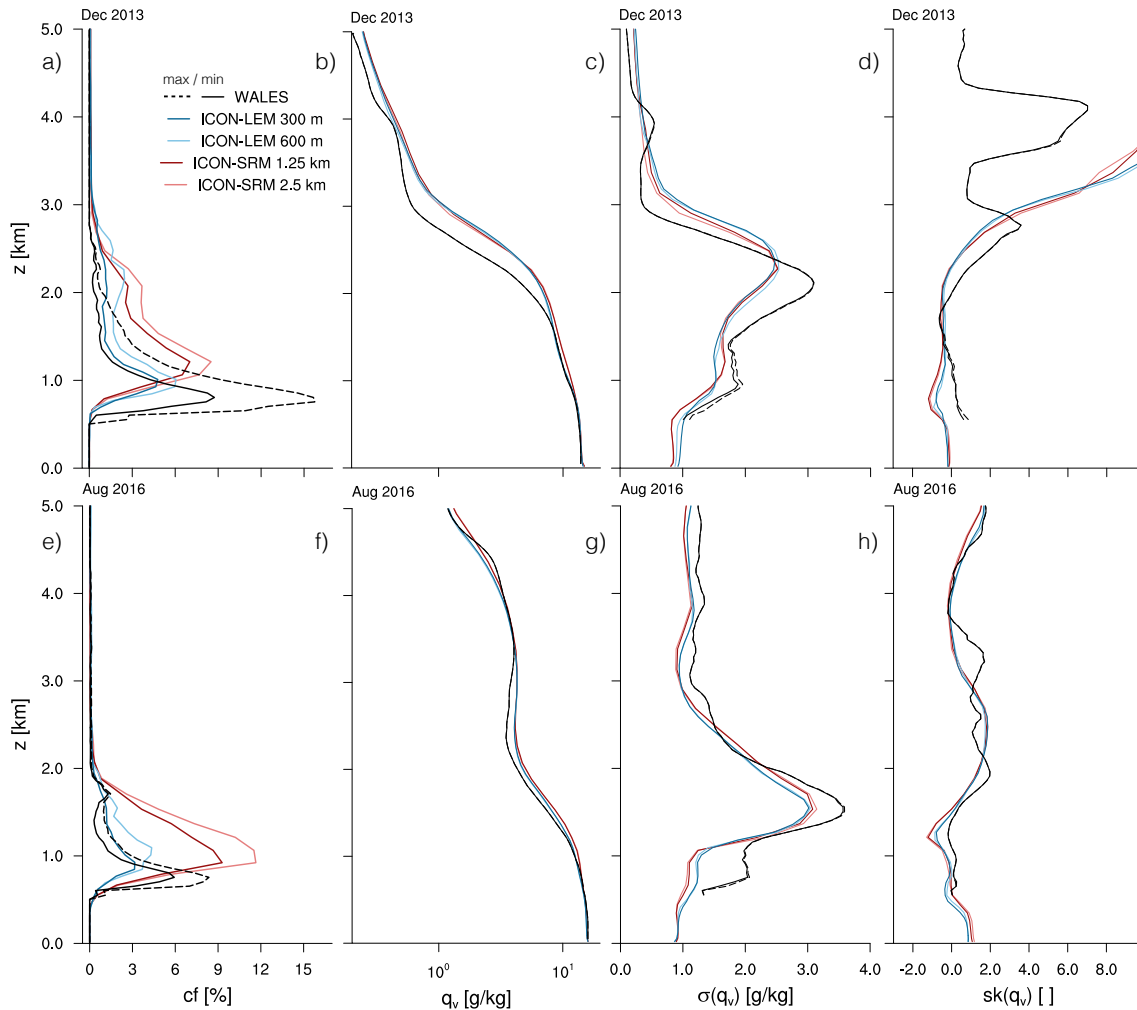 Dec 2013 Dec 2013 Dec 2013 Dec 2013
5.0
a) b) c) d)
max / min
WALES
4.0
ICON-LEM 300 m
ICON-LEM 600 m
ICON-SRM 1.25 km
ICON-SRM 2.5 km
3.0
z [km]
2.0
1.0
0.0
Aug 2016 Aug 2016 Aug 2016 Aug 2016
5.0
e) f) g) h)
4.0
3.0
z [km]
2.0
1.0
0.0
0 3 6 9 12 15 10⁰ 10¹ 0.0 1.0 2.0 3.0 4.0 -2.0 0.0 2.0 4.0 6.0 8.0
cf [%] qᵥ [g/kg] σ(qᵥ) [g/kg] sk(qᵥ) [ ]